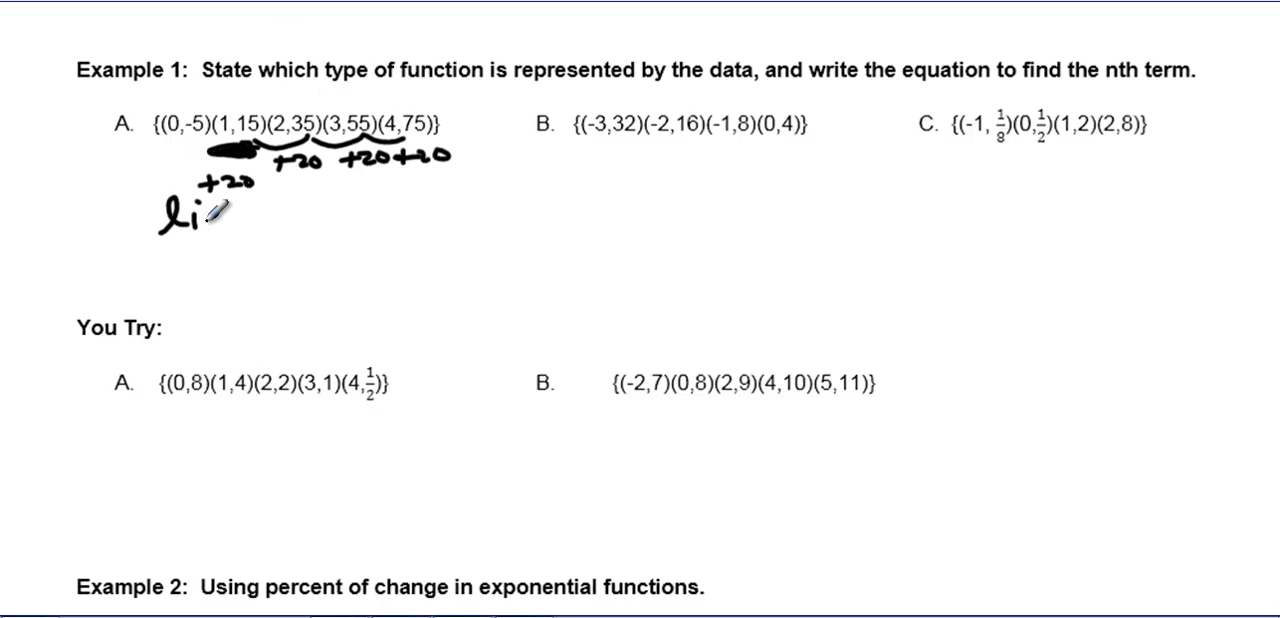 Example 1: State which type of function is represented by the data, and write the equation to find the nth term.
A. {(0,-5)(1,15)(2,35)(3,55)(4,75)} B. {(-3,32)(-2,16)(-1,8)(0,4)} C. {(-1, 1/8)(0,1/2)(1,2)(2,8)}
+20 +20 +20
+20
li
You Try:
A. {(0,8)(1,4)(2,2)(3,1)(4,1/2)} B. {(-2,7)(0,8)(2,9)(4,10)(5,11)}
Example 2: Using percent of change in exponential functions.